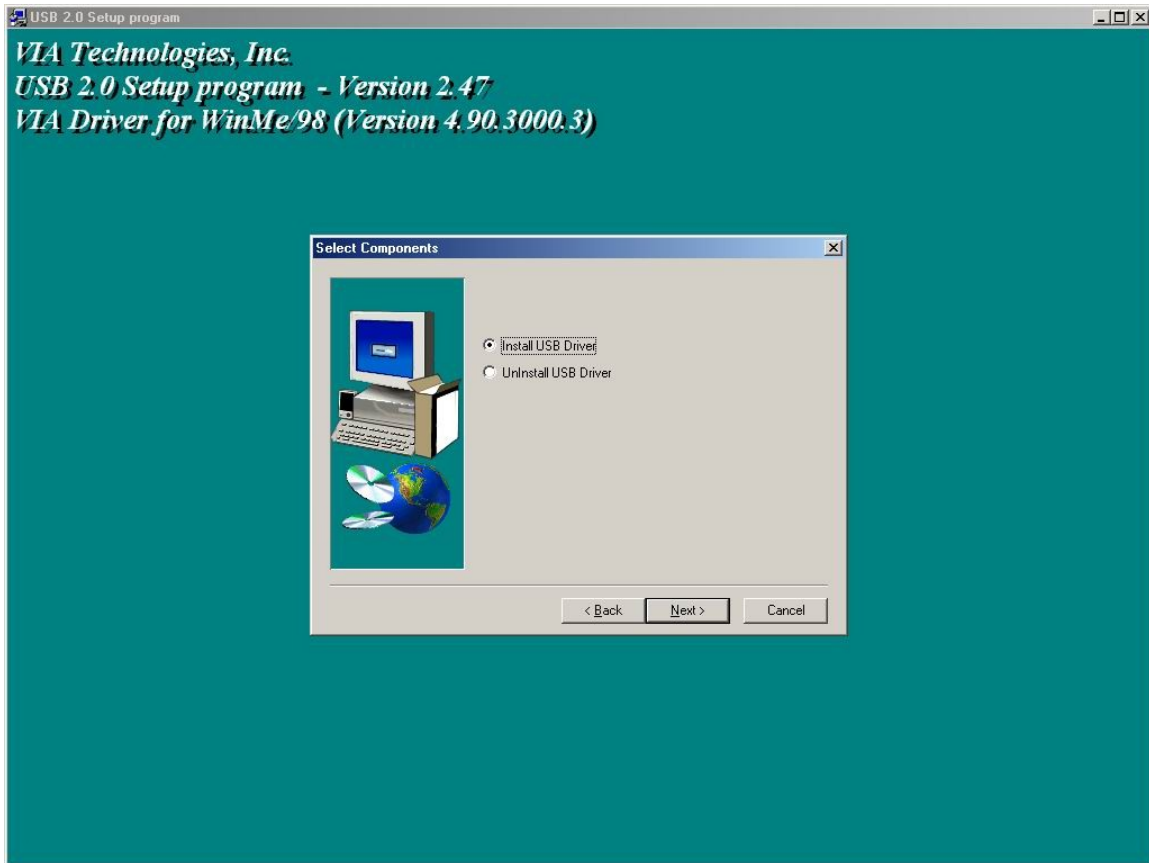 USB 2.0 Setup program
VIA Technologies, Inc.
USB 2.0 Setup program - Version 2.47
VIA Driver for WinMe/98 (Version 4.90.3000.3)
Select Components
Install USB Driver
UnInstall USB Driver
< Back
Next >
Cancel